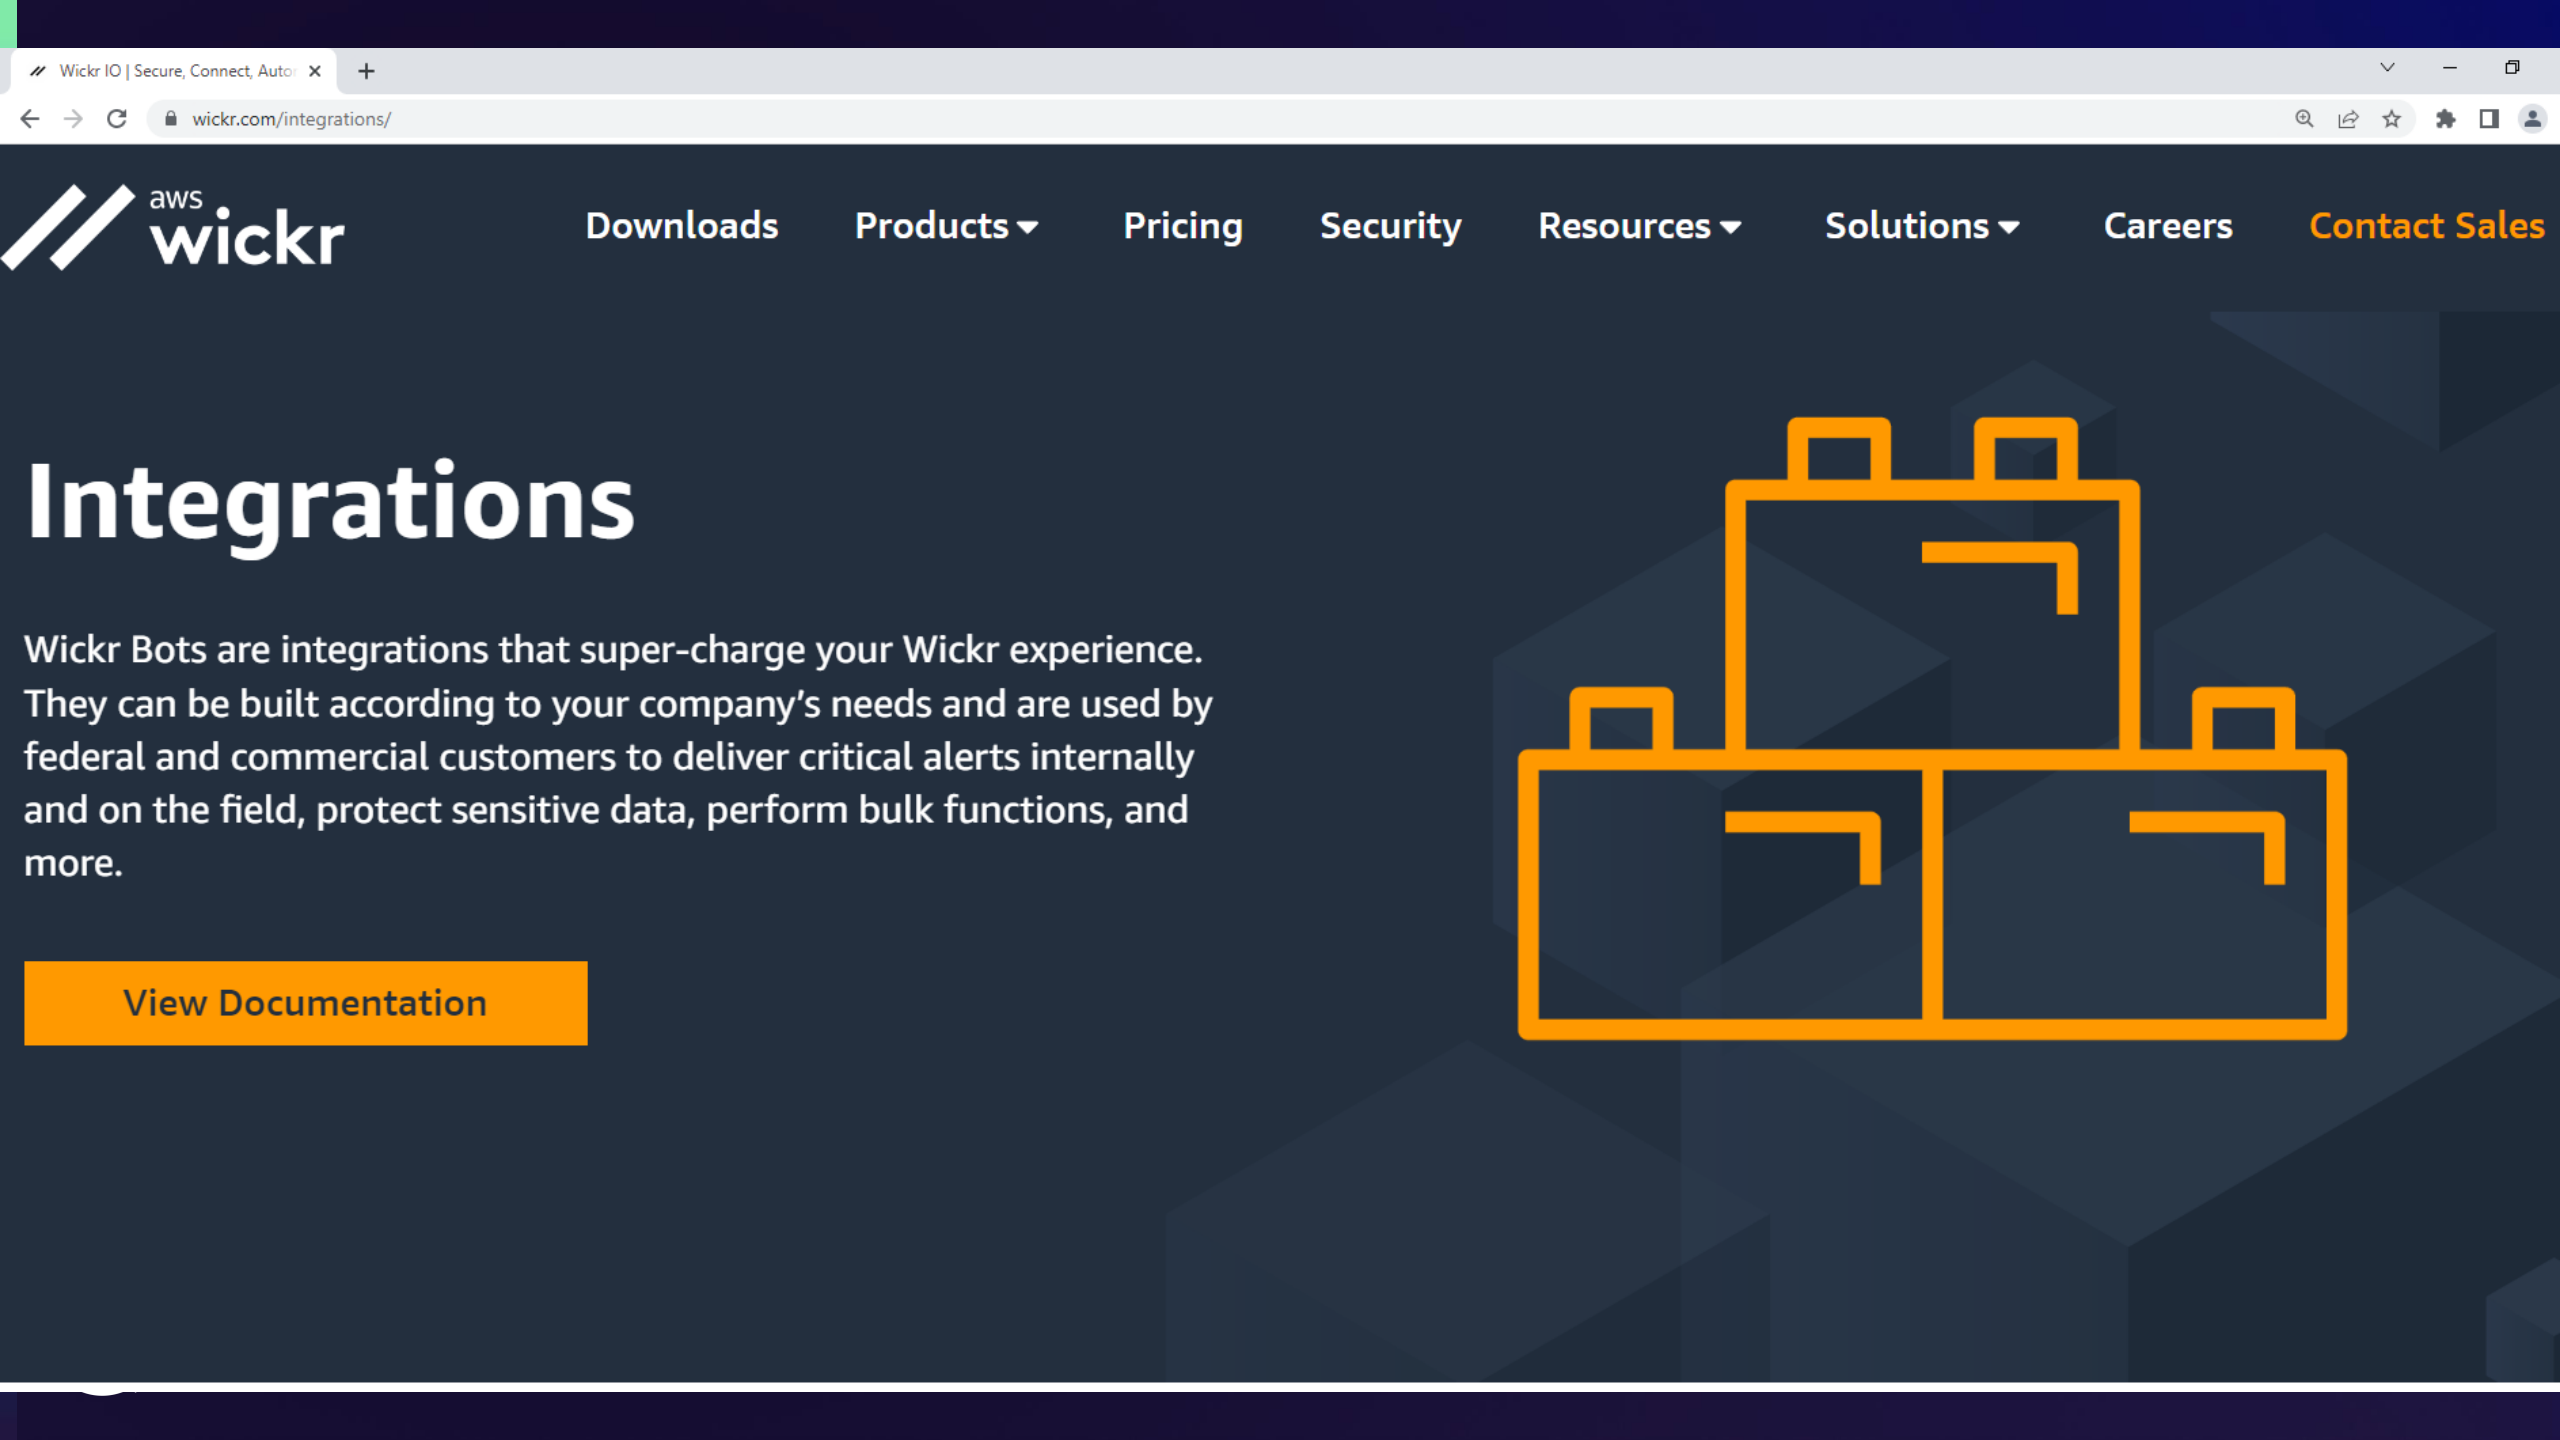 Wickr IO | Secure, Connect, Autor
wickr.com/integrations/
aws
wickr
Downloads Products Pricing Security Resources Solutions Careers Contact Sales
Integrations
Wickr Bots are integrations that super-charge your Wickr experience.
They can be built according to your company’s needs and are used by
federal and commercial customers to deliver critical alerts internally
and on the field, protect sensitive data, perform bulk functions, and
more.
View Documentation